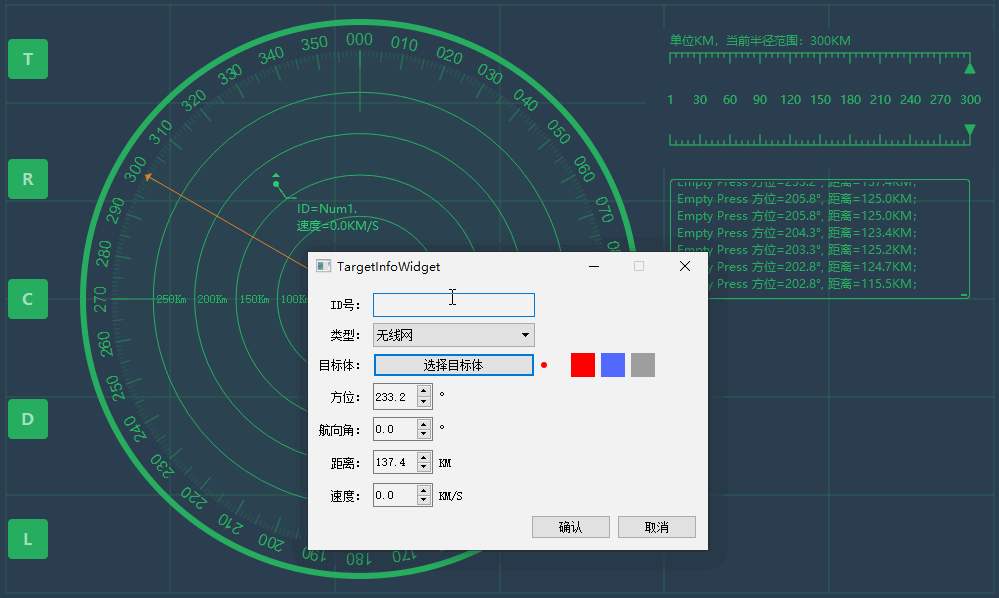 T
R
C
D
L
000
010
020
030
040
050
060
070
170
180
190
200
210
220
230
240
250
260
270
280
290
300
310
320
330
340
350
250Km
200Km
150Km
ID=Num1.
速度=0.0KM/S
单位KM，当前半径范围：300KM
1 30 60 90 120 150 180 210 240 270 300
Empty Press 方位=233.2°, 距离=137.4KM;
Empty Press 方位=205.8°, 距离=125.0KM;
Empty Press 方位=205.8°, 距离=125.0KM;
Empty Press 方位=204.3°, 距离=123.4KM;
Empty Press 方位=203.3°, 距离=125.2KM;
方位=202.8°, 距离=124.7KM;
方位=202.8°, 距离=115.5KM;
TargetInfoWidget
ID号：
类型： 无线网
目标体： 选择目标体
方位： 233.2 °
航向角： 0.0 °
距离： 137.4 KM
速度： 0.0 KM/S
确认 取消